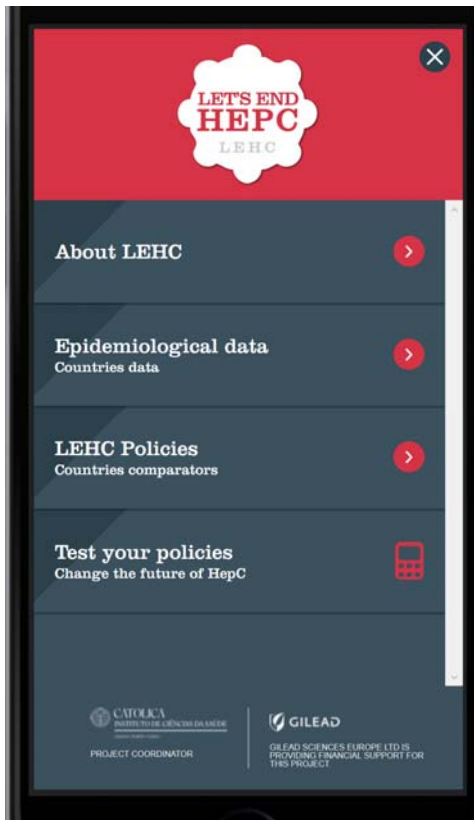 LET'S END
HEPC
LEHC
About LEHC
Epidemiological data
Countries data
LEHC Policies
Countries comparators
Test your policies
Change the future of HepC
CATOLICA
INSTITUTO DE CIÊNCIAS DA SAÚDE
PROJECT COORDINATOR
GILEAD
GILEAD SCIENCES EUROPE LTD IS
PROVIDING FINANCIAL SUPPORT FOR
THIS PROJECT